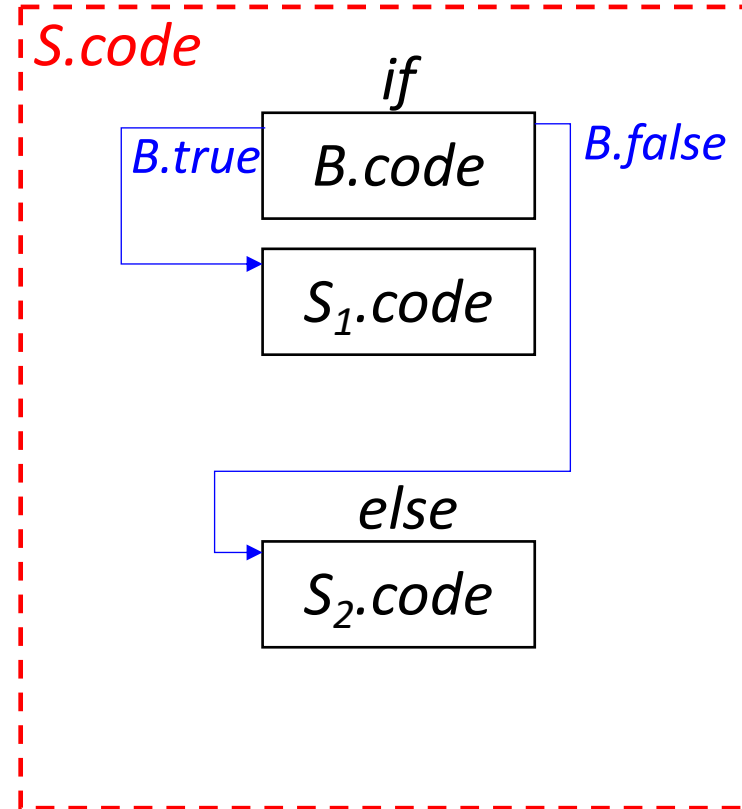 S.code
if
B.true
B.code
B.false
S₁.code
else
S₂.code